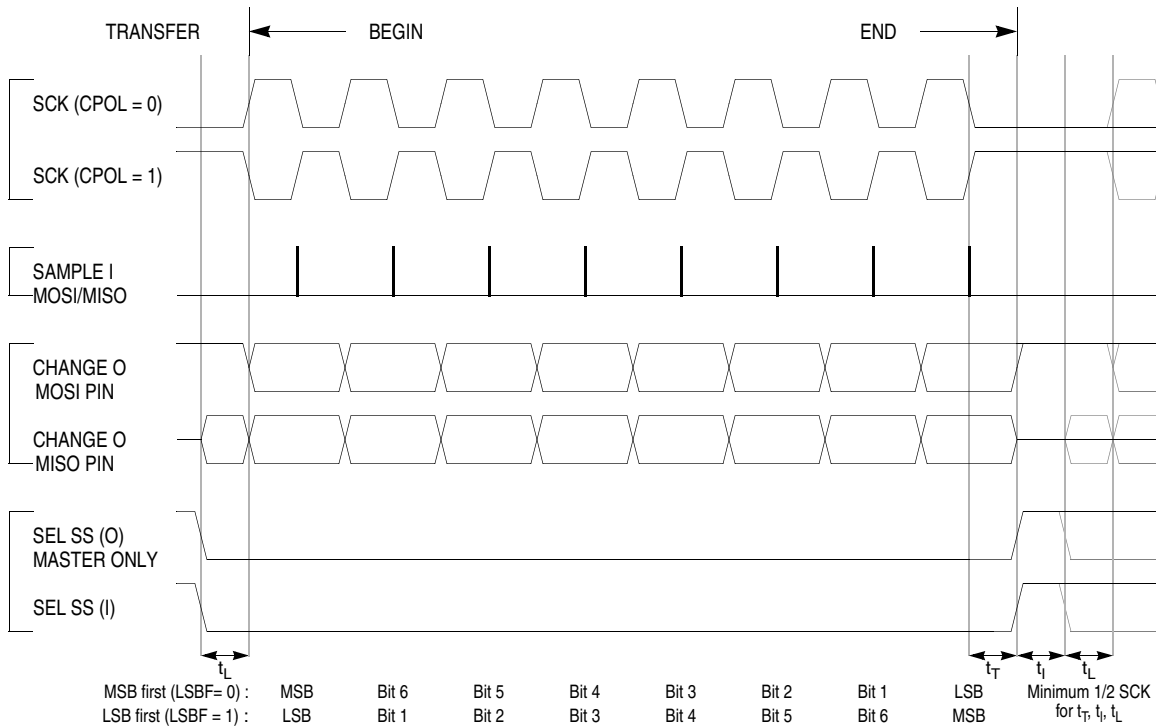 TRANSFER BEGIN END
SCK (CPOL = 0)
SCK (CPOL = 1)
SAMPLE I
MOSI/MISO
CHANGE O
MOSI PIN
CHANGE O
MISO PIN
SEL SS (O)
MASTER ONLY
SEL SS (I)
tL tT tI tL
MSB first (LSBF= 0) : MSB Bit 6 Bit 5 Bit 4 Bit 3 Bit 2 Bit 1 LSB Minimum 1/2 SCK
LSB first (LSBF = 1) : LSB Bit 1 Bit 2 Bit 3 Bit 4 Bit 5 Bit 6 MSB for tT, tl, tL